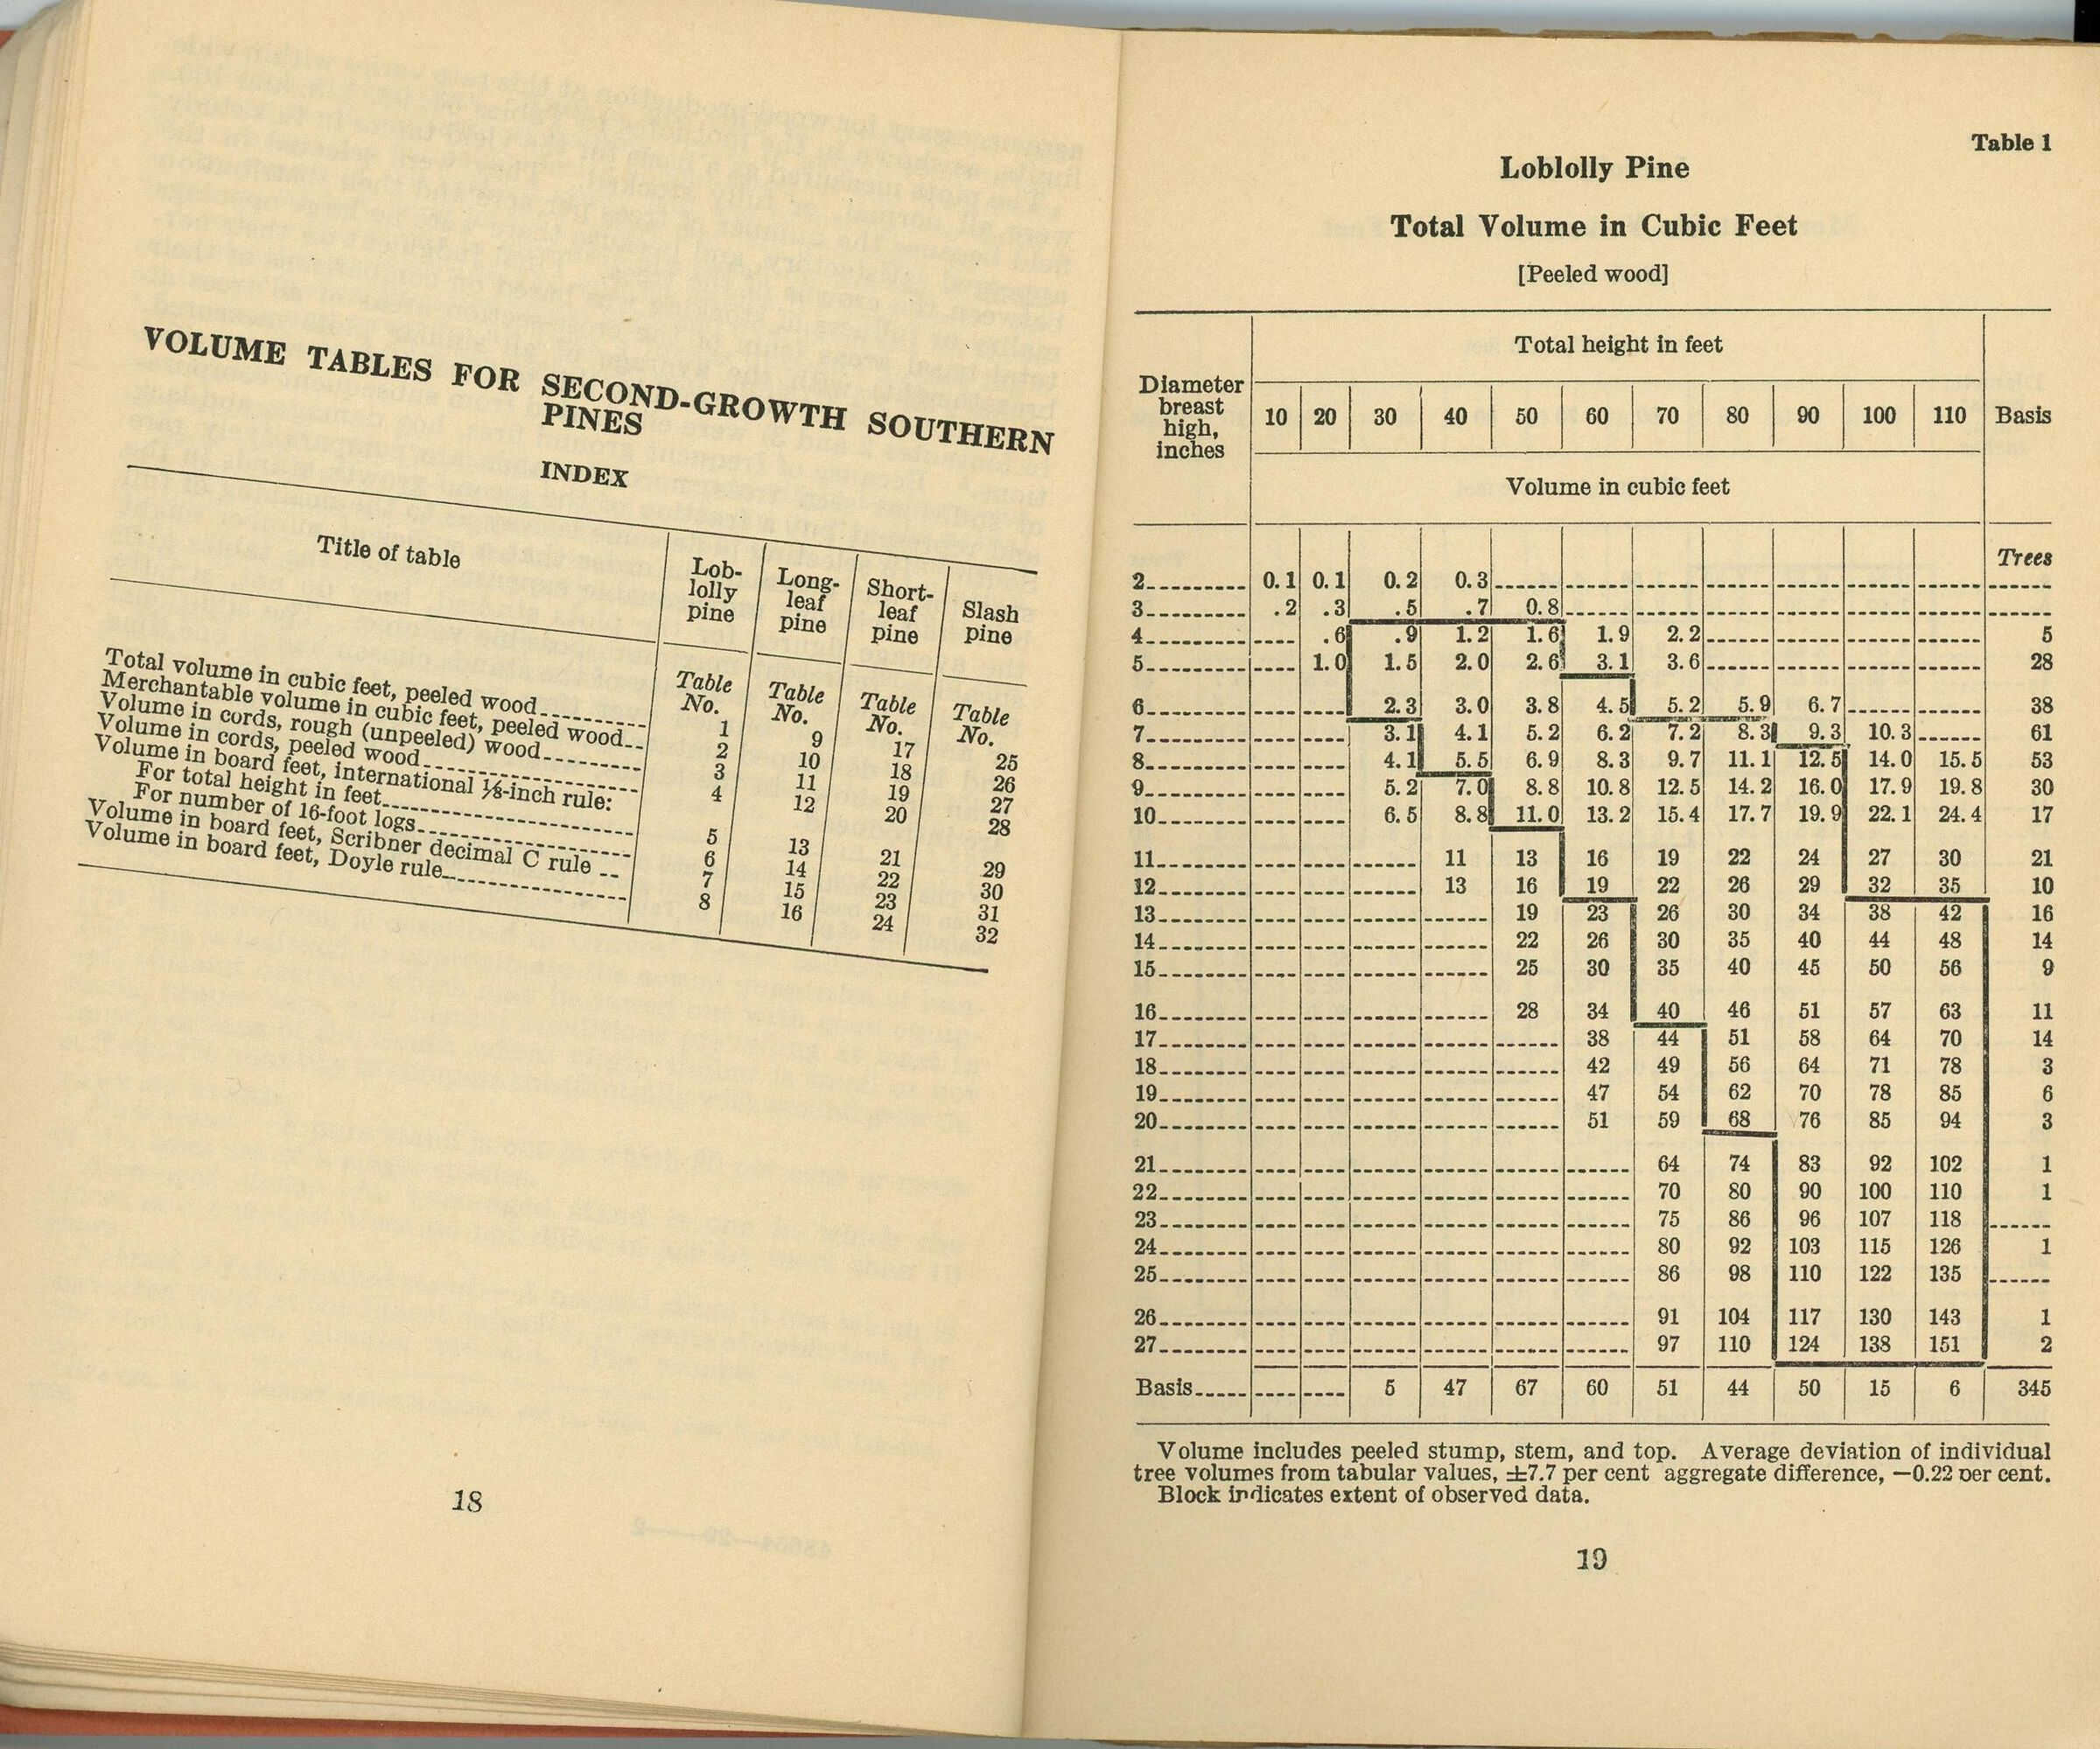 VOLUME TABLES FOR SECOND-GROWTH SOUTHERN
PINES
INDEX
Title of table
Lob-
lolly
pine
Long-
leaf
pine
Short-
leaf
pine
Slash
pine
Table No. Table No. Table No. Table No.
Total volume in cubic feet, peeled wood 1 9 17 25
Merchantable volume in cubic feet, peeled wood 2 10 18 26
Volume in cords, rough (unpeeled) wood 3 11 19 27
Volume in cords, peeled wood 4 12 20 28
Volume in board feet, international ⅛-inch rule:
For total height in feet 5 13 21 29
For number of 16-foot logs 6 14 22 30
Volume in board feet, Scribner decimal C rule 7 15 23 31
Volume in board feet, Doyle rule 8 16 24 32
18
Table 1
Loblolly Pine
Total Volume in Cubic Feet
[Peeled wood]
Diameter
breast
high,
inches
Total height in feet
10 20 30 40 50 60 70 80 90 100 110 Basis
Volume in cubic feet
Trees
2 0.1 0.1 0.2 0.3
3 .2 .3 .5 .7 0.8
4 .6 .9 1.2 1.6 1.9 2.2 5
5 1.0 1.5 2.0 2.6 3.1 3.6 28
6 2.3 3.0 3.8 4.5 5.2 5.9 6.7 38
7 3.1 4.1 5.2 6.2 7.2 8.3 9.3 10.3 61
8 4.1 5.5 6.9 8.3 9.7 11.1 12.5 14.0 15.5 53
9 5.2 7.0 8.8 10.8 12.5 14.2 16.0 17.9 19.8 30
10 6.5 8.8 11.0 13.2 15.4 17.7 19.9 22.1 24.4 17
11 11 13 16 19 22 24 27 30 21
12 13 16 19 22 26 29 32 35 10
13 19 23 26 30 34 38 42 16
14 22 26 30 35 40 44 48 14
15 25 30 35 40 45 50 56 9
16 28 34 40 46 51 57 63 11
17 38 44 51 58 64 70 14
18 42 49 56 64 71 78 3
19 47 54 62 70 78 85 6
20 51 59 68 76 85 94 3
21 64 74 83 92 102 1
22 70 80 90 100 110 1
23 75 86 96 107 118
24 80 92 103 115 126 1
25 86 98 110 122 135
26 91 104 117 130 143 1
27 97 110 124 138 151 2
Basis 5 47 67 60 51 44 50 15 6 345
Volume includes peeled stump, stem, and top. Average deviation of individual
tree volumes from tabular values, ±7.7 per cent aggregate difference, —0.22 per cent.
Block indicates extent of observed data.
19